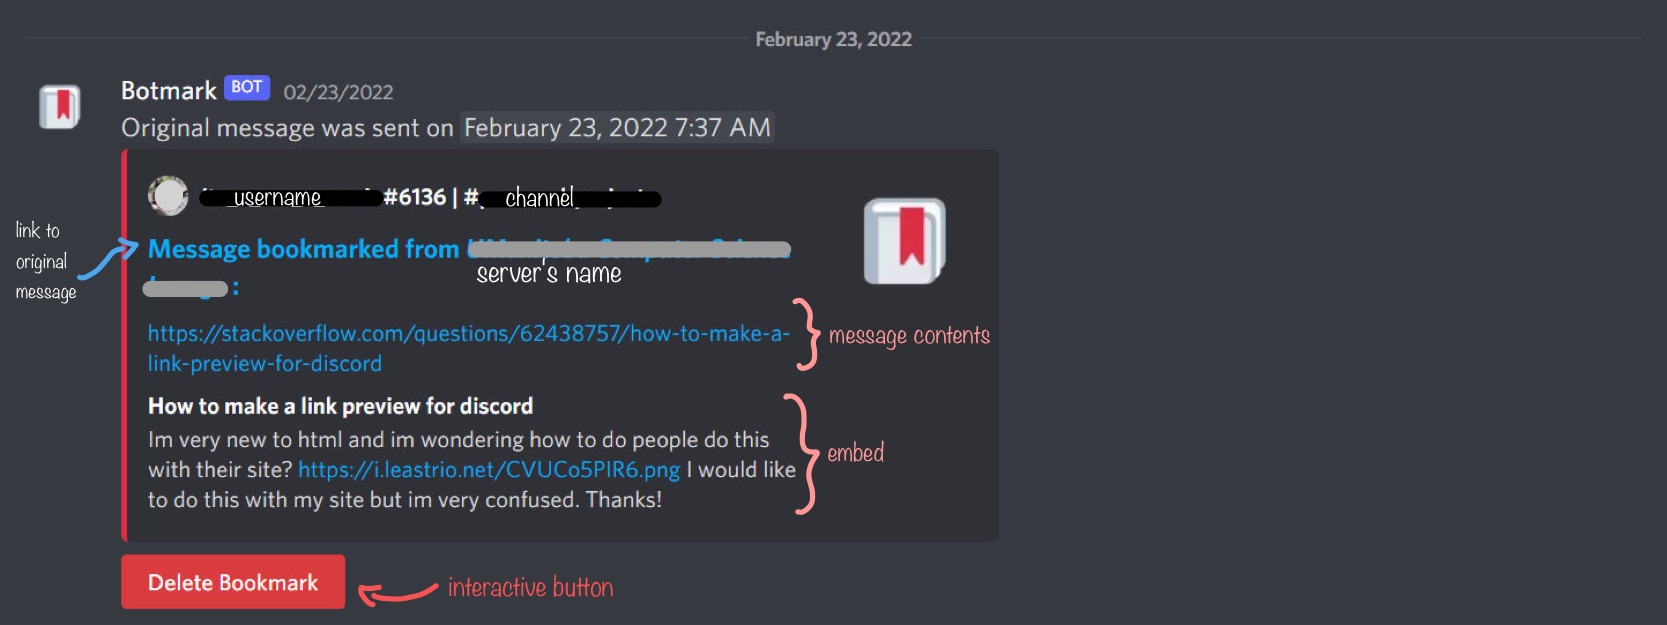 February 23, 2022
Botmark BOT 02/23/2022
Original message was sent on February 23, 2022 7:37 AM
username #6136 | # channel
link to
original
message
Message bookmarked from
server's name
:
https://stackoverflow.com/questions/62438757/how-to-make-a-
link-preview-for-discord
message contents
How to make a link preview for discord
Im very new to html and im wondering how to do people do this
with their site? https://i.leastrio.net/CVUCo5PIR6.png I would like
to do this with my site but im very confused. Thanks!
embed
Delete Bookmark
interactive button